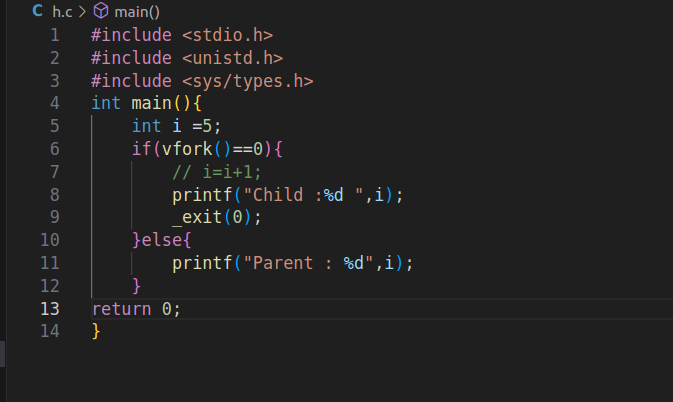 C h.c > main()
1 #include <stdio.h>
2 #include <unistd.h>
3 #include <sys/types.h>
4 int main(){
5     int i =5;
6     if(vfork()==0){
7         // i=i+1;
8         printf("Child :%d ",i);
9         _exit(0);
10     }else{
11         printf("Parent : %d",i);
12     }
13 return 0;
14 }